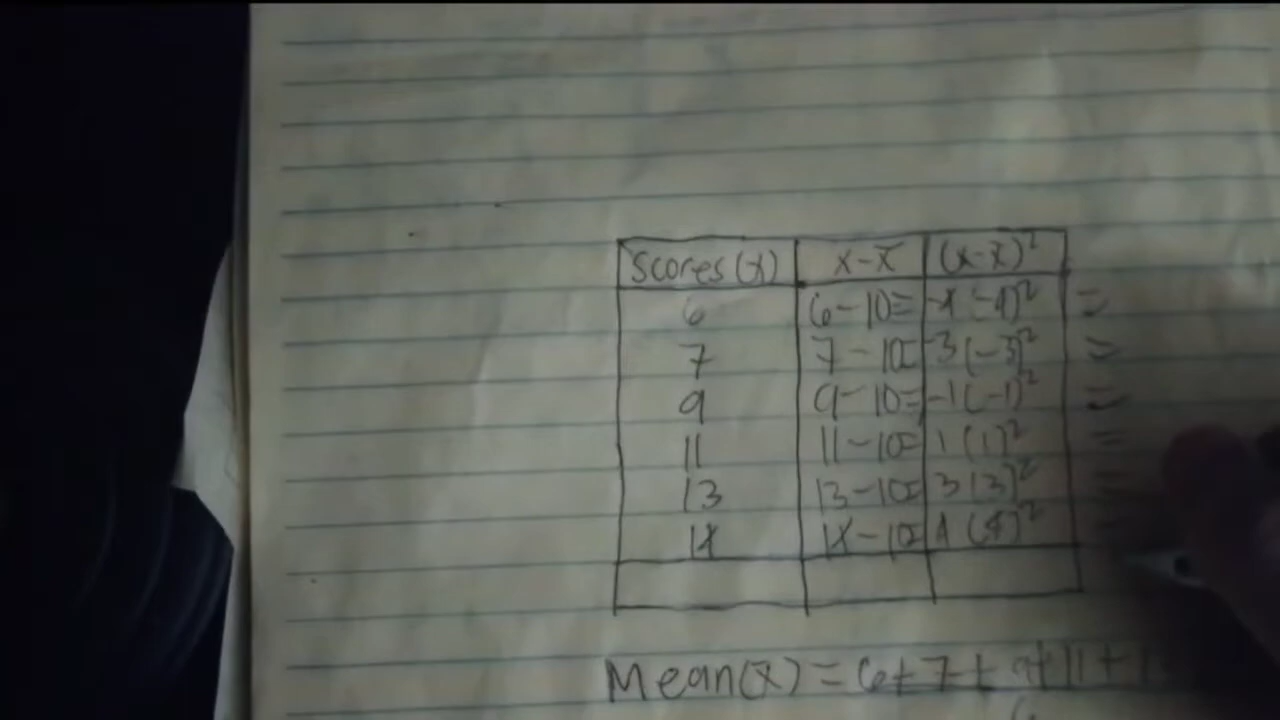 Scores (x) x-x̄ (x-x̄)²
6 6-10= -4 (-4)² =
7 7-10= -3 (-3)² =
9 9-10= -1 (-1)² =
11 11-10= 1 (1)² =
13 13-10= 3 (3)² =
14 14-10= 4 (4)² =
Mean(x̄) = 6+7+9+11+1
6